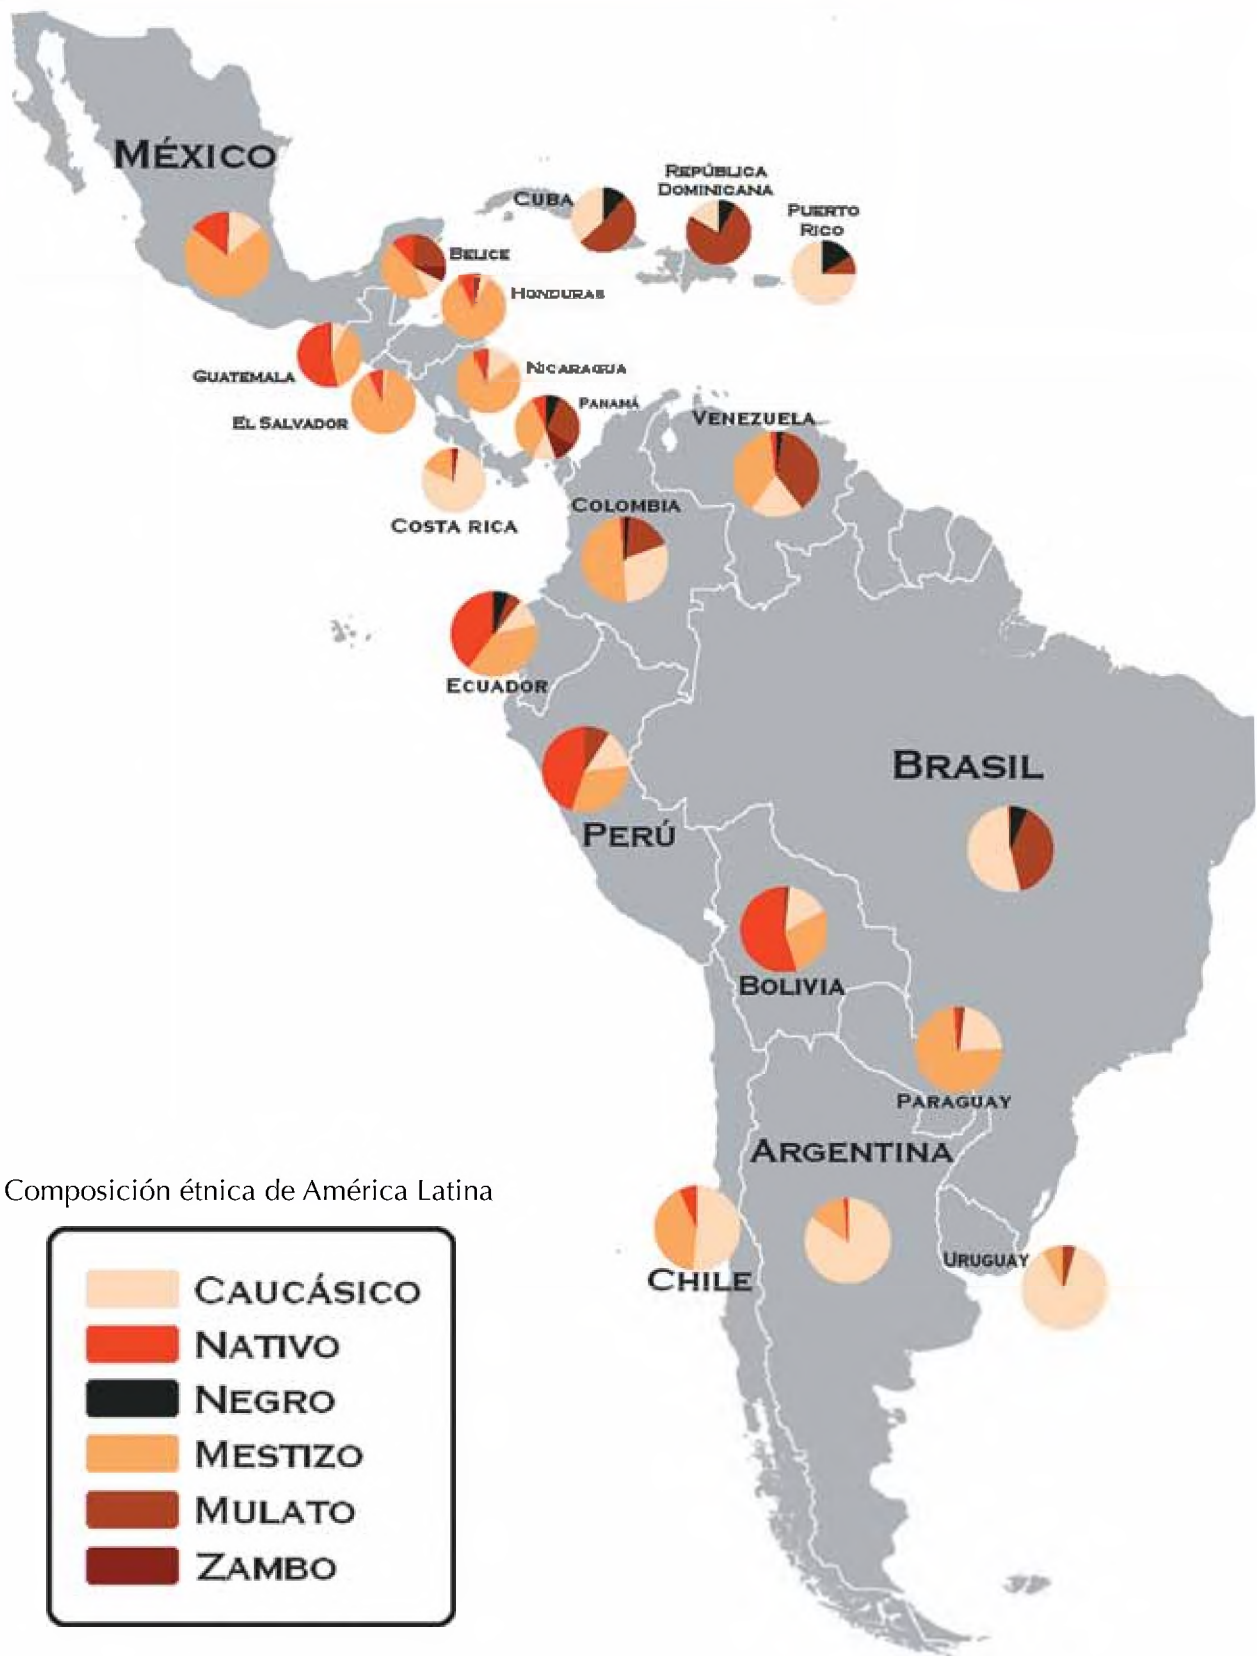 MÉXICO
CUBA
REPÚBLICA
DOMINICANA
PUERTO
RICO
BELICE
HONDURAS
GUATEMALA
NICARAGUA
EL SALVADOR
PANAMÁ
VENEZUELA
COSTA RICA
COLOMBIA
ECUADOR
BRASIL
PERÚ
BOLIVIA
PARAGUAY
ARGENTINA
Composición étnica de América Latina
CHILE
URUGUAY
CAUCÁSICO
NATIVO
NEGRO
MESTIZO
MULATO
ZAMBO